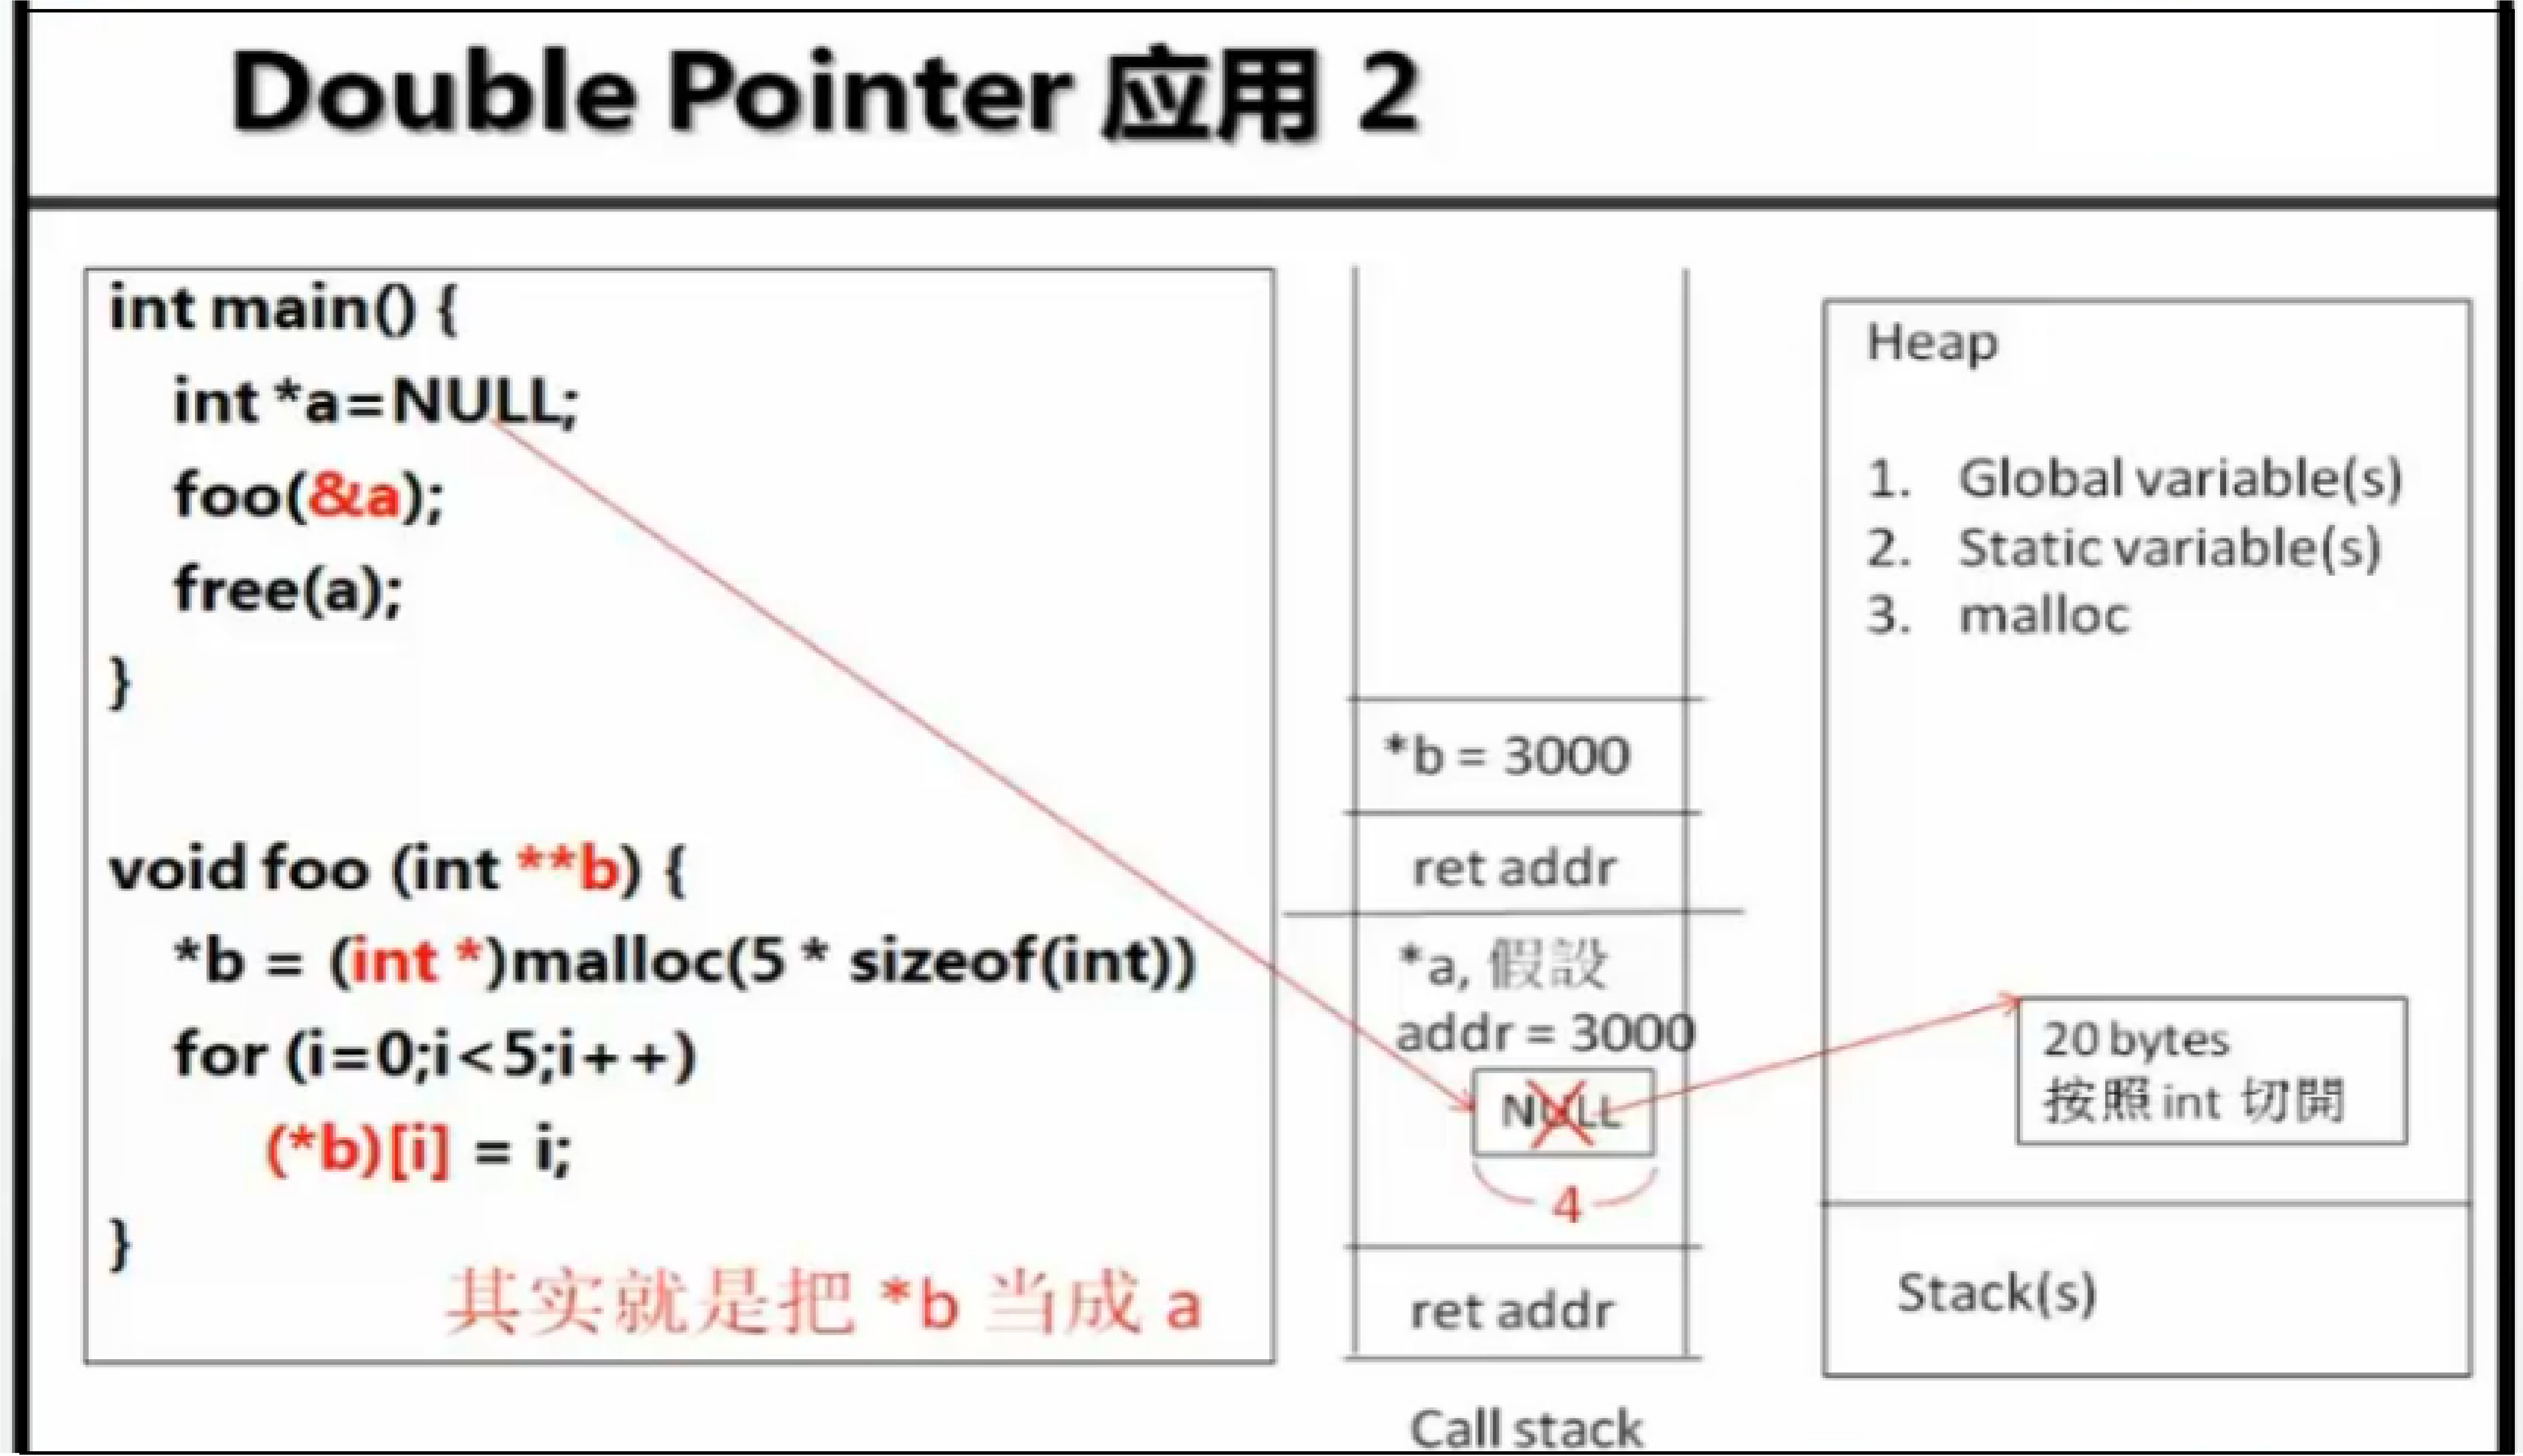 Double Pointer 应用 2
int main() {
int *a=NULL;
foo(&a);
free(a);
}
void foo (int **b) {
*b = (int *)malloc(5 * sizeof(int))
for (i=0;i<5;i++)
(*b)[i] = i;
}
其实就是把 *b 当成 a
*b = 3000
ret addr
*a, 假設
addr = 3000
NULL
4
ret addr
Call stack
Heap
1. Global variable(s)
2. Static variable(s)
3. malloc
20 bytes
按照 int 切開
Stack(s)